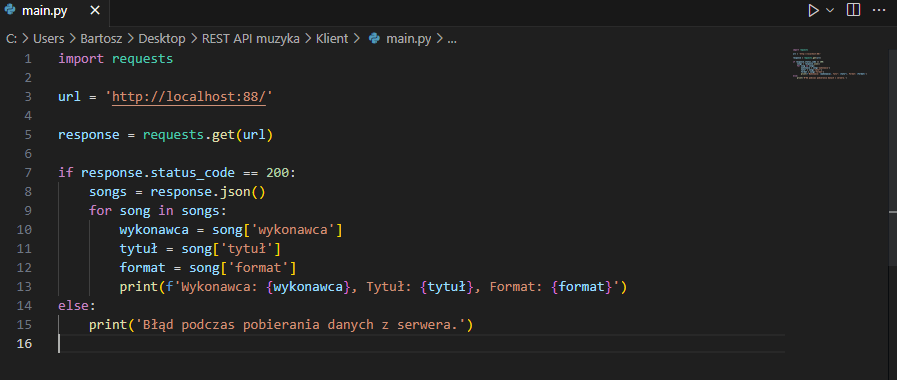 main.py
C: > Users > Bartosz > Desktop > REST API muzyka > Klient > main.py > ...
1 import requests
2
3 url = 'http://localhost:88/'
4
5 response = requests.get(url)
6
7 if response.status_code == 200:
8     songs = response.json()
9     for song in songs:
10         wykonawca = song['wykonawca']
11         tytuł = song['tytuł']
12         format = song['format']
13         print(f'Wykonawca: {wykonawca}, Tytuł: {tytuł}, Format: {format}')
14 else:
15     print('Błąd podczas pobierania danych z serwera.')
16